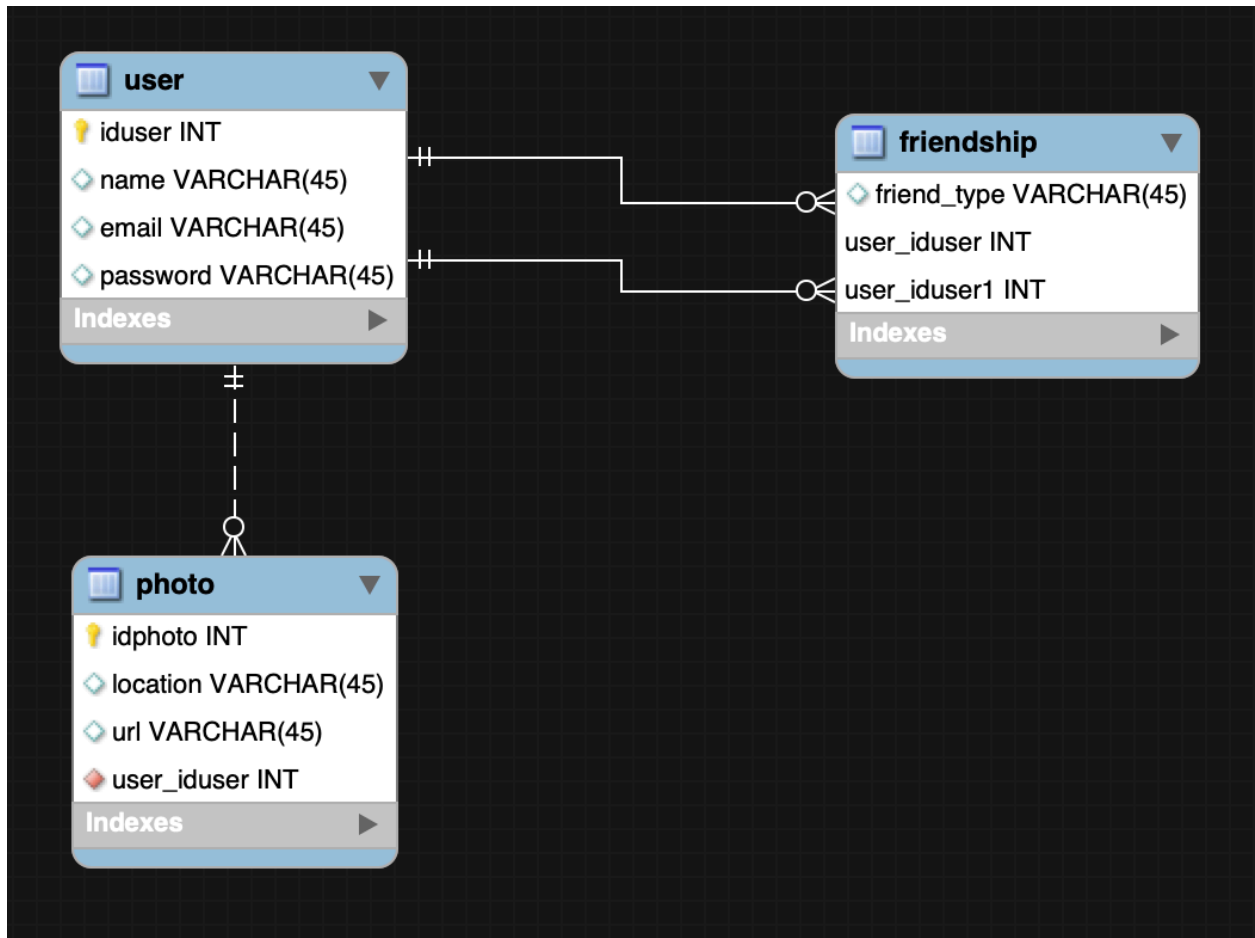 user
iduser INT
name VARCHAR(45)
email VARCHAR(45)
password VARCHAR(45)
Indexes
friendship
friend_type VARCHAR(45)
user_iduser INT
user_iduser1 INT
Indexes
photo
idphoto INT
location VARCHAR(45)
url VARCHAR(45)
user_iduser INT
Indexes